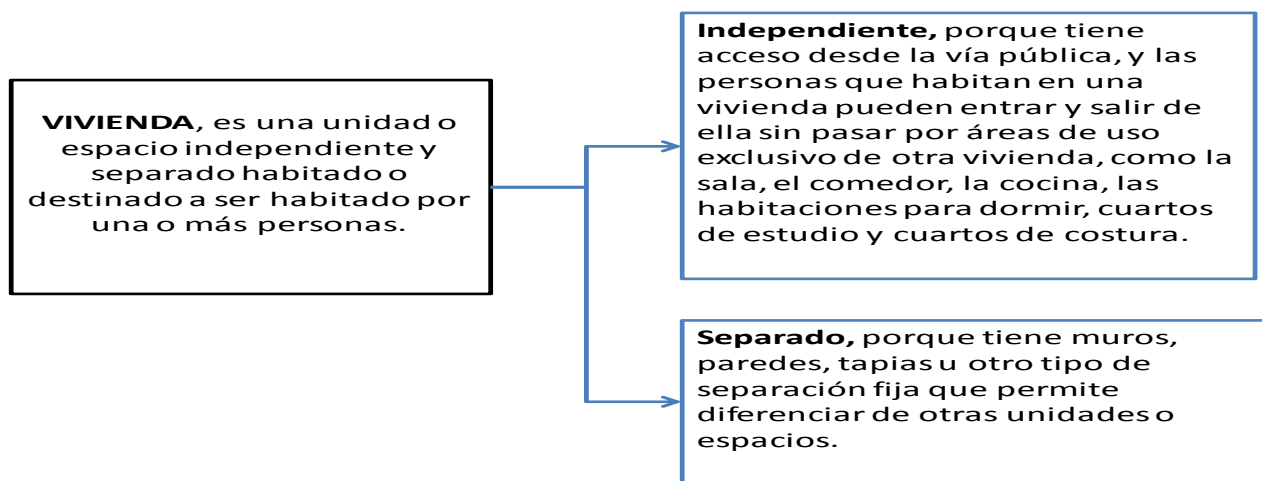 VIVIENDA, es una unidad o
espacio independiente y
separado habitado o
destinado a ser habitado por
una o más personas.
Independiente, porque tiene
acceso desde la vía pública, y las
personas que habitan en una
vivienda pueden entrar y salir de
ella sin pasar por áreas de uso
exclusivo de otra vivienda, como la
sala, el comedor, la cocina, las
habitaciones para dormir, cuartos
de estudio y cuartos de costura.
Separado, porque tiene muros,
paredes, tapias u otro tipo de
separación fija que permite
diferenciar de otras unidades o
espacios.